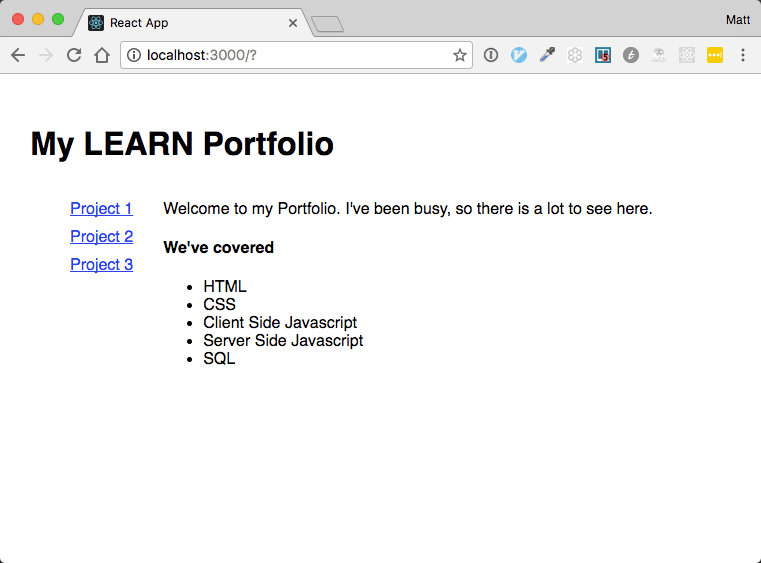 React App
Matt
localhost:3000/?
5
t
My LEARN Portfolio
Project 1
Project 2
Project 3
Welcome to my Portfolio. I've been busy, so there is a lot to see here.
We've covered
HTML
CSS
Client Side Javascript
Server Side Javascript
SQL